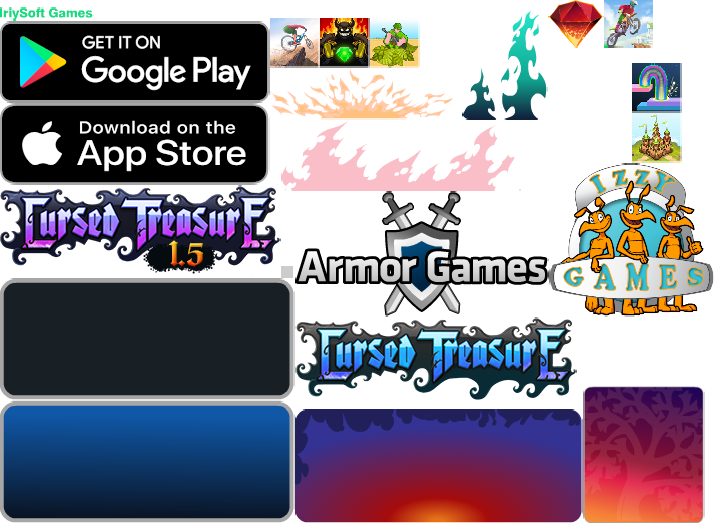 IriySoft Games
GET IT ON
Google Play
Download on the
App Store
Cursed Treasure
1.5
Armor Games
IZZY
GAMES
Cursed Treasure